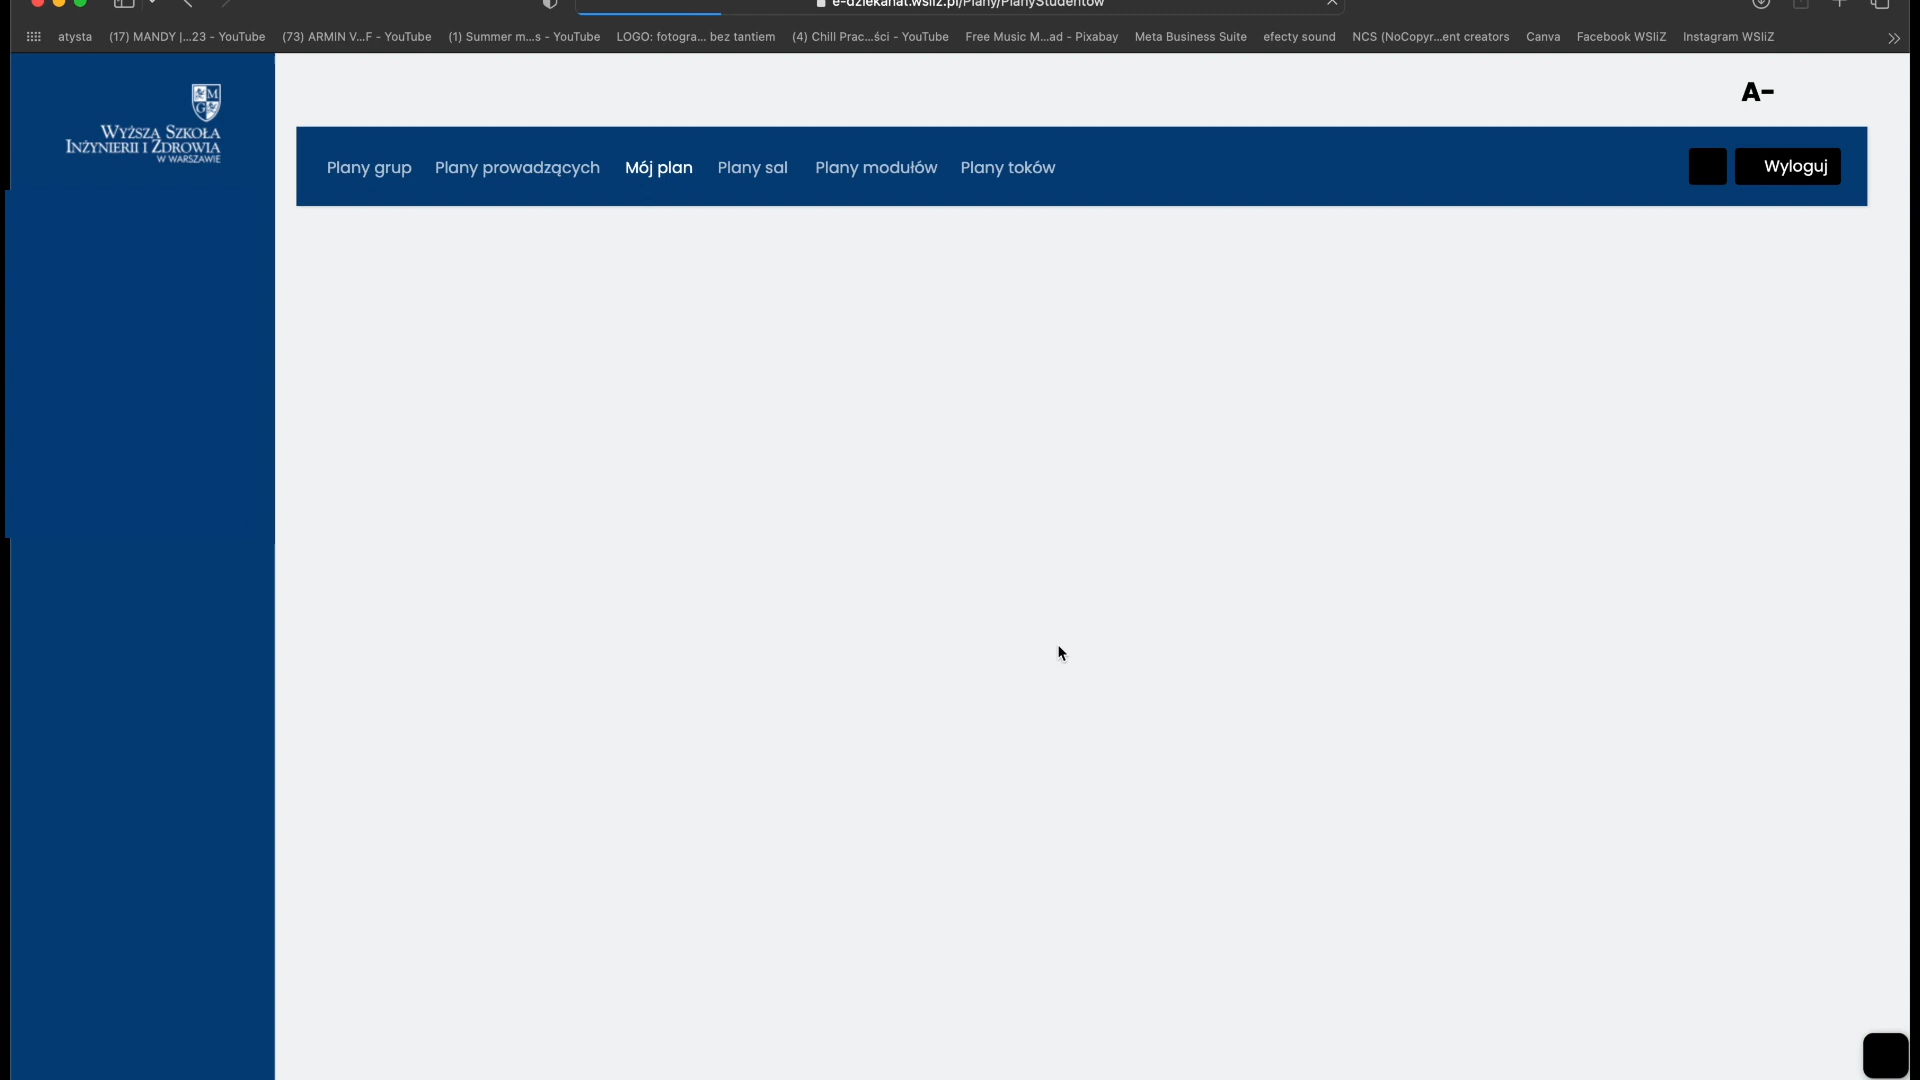 e-dziekanat.wsiiz.pl/Plany/PlanyStudentow
atysta (17) MANDY |...23 - YouTube (73) ARMIN V...F - YouTube (1) Summer m...s - YouTube LOGO: fotogra... bez tantiem (4) Chill Prac...ści - YouTube Free Music M...ad - Pixabay Meta Business Suite efecty sound NCS (NoCopyr...ent creators Canva Facebook WSIiZ Instagram WSIiZ
M
G
WYŻSZA SZKOŁA
INŻYNIERII I ZDROWIA
W WARSZAWIE
A-
Plany grup Plany prowadzących Mój plan Plany sal Plany modułów Plany toków Wyloguj